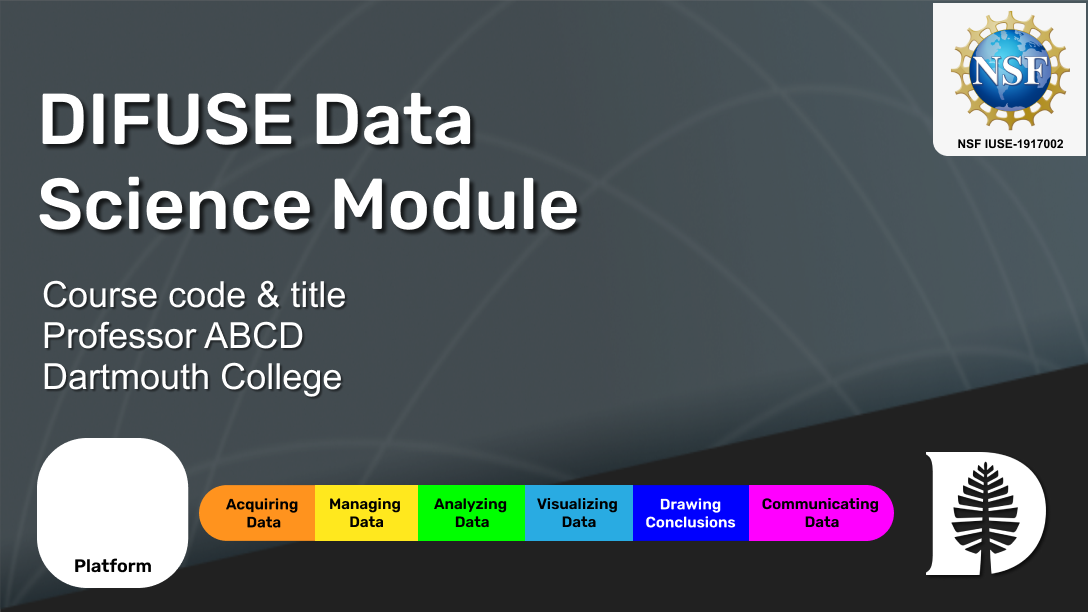 NSF
NSF IUSE-1917002
DIFUSE Data
Science Module
Course code & title
Professor ABCD
Dartmouth College
Platform
Acquiring
Data
Managing
Data
Analyzing
Data
Visualizing
Data
Drawing
Conclusions
Communicating
Data
D